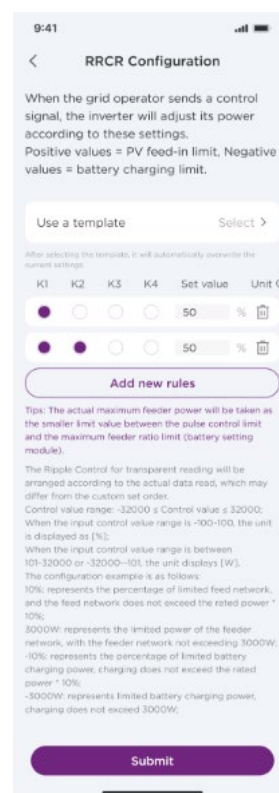 9:41
RRCR Configuration
When the grid operator sends a control
signal, the inverter will adjust its power
according to these settings.
Positive values = PV feed-in limit, Negative
values = battery charging limit.
Use a template Select >
After selecting the template, it will automatically overwrite the
current settings.
K1 K2 K3 K4 Set value Unit
50 %
50 %
Add new rules
Tips: The actual maximum feeder power will be taken as
the smaller limit value between the pulse control limit
and the maximum feeder ratio limit (battery setting
module).
The Ripple Control for transparent reading will be
arranged according to the actual data read, which may
differ from the custom set order.
Control value range: -32000 ≤ Control value ≤ 32000;
When the input control value range is -100-100, the unit
is displayed as [%];
When the input control value range is between
101-32000 or -32000--101, the unit displays [W].
The configuration example is as follows:
10%: represents the percentage of limited feed network,
and the feed network does not exceed the rated power *
10%;
3000W: represents the limited power of the feeder
network, with the feeder network not exceeding 3000W;
-10%: represents the percentage of limited battery
charging power, charging does not exceed the rated
power * 10%;
-3000W: represents limited battery charging power,
charging does not exceed 3000W;
Submit